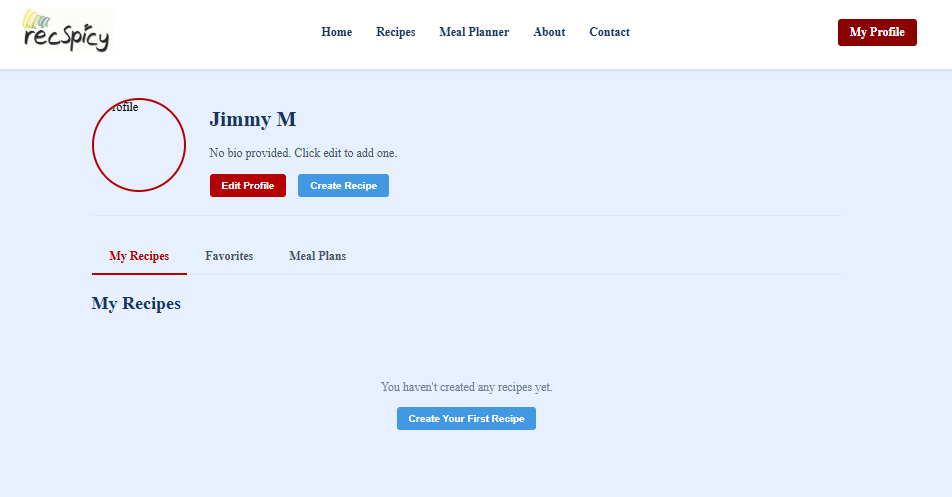 recSpicy
Home Recipes Meal Planner About Contact My Profile
rofile
Jimmy M
No bio provided. Click edit to add one.
Edit Profile Create Recipe
My Recipes Favorites Meal Plans
My Recipes
You haven't created any recipes yet.
Create Your First Recipe